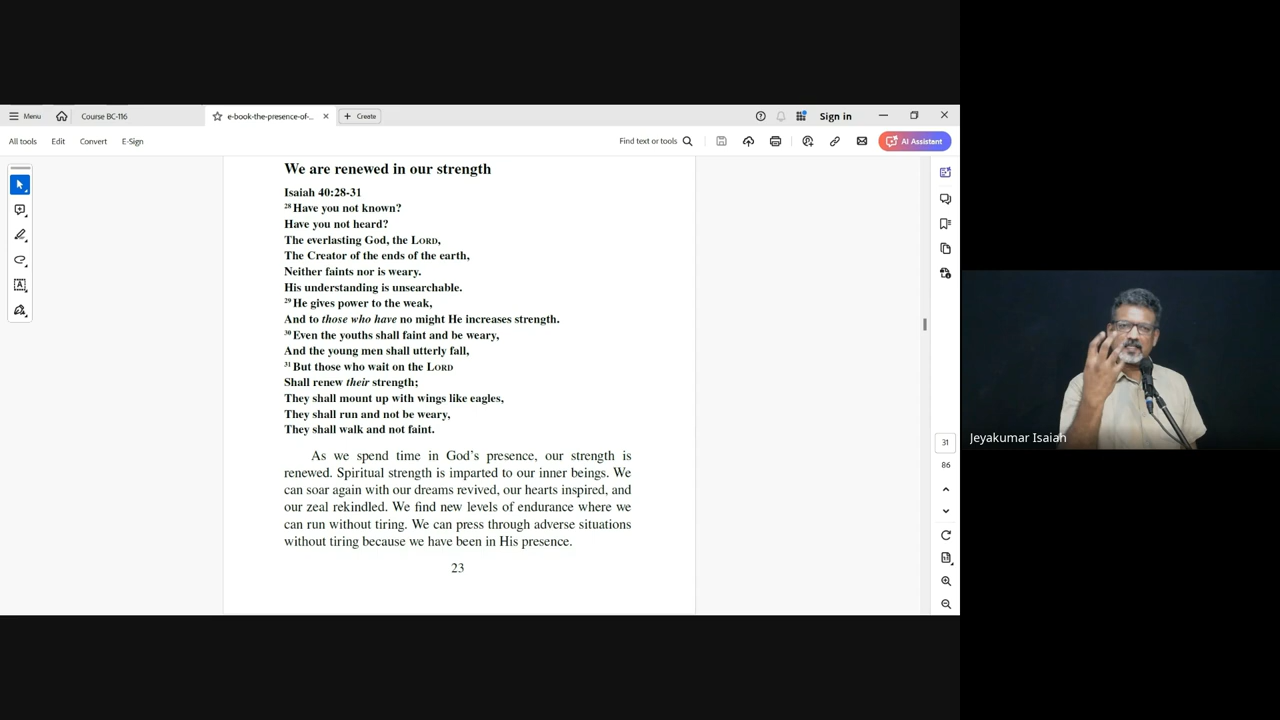 Menu
Course BC-116
e-book-the-presence-of-...
Create
Sign in
All tools
Edit
Convert
E-Sign
Find text or tools
AI Assistant
We are renewed in our strength
Isaiah 40:28-31
28 Have you not known?
Have you not heard?
The everlasting God, the LORD,
The Creator of the ends of the earth,
Neither faints nor is weary.
His understanding is unsearchable.
29 He gives power to the weak,
And to those who have no might He increases strength.
30 Even the youths shall faint and be weary,
And the young men shall utterly fall,
31 But those who wait on the LORD
Shall renew their strength;
They shall mount up with wings like eagles,
They shall run and not be weary,
They shall walk and not faint.
As we spend time in God's presence, our strength is
renewed. Spiritual strength is imparted to our inner beings. We
can soar again with our dreams revived, our hearts inspired, and
our zeal rekindled. We find new levels of endurance where we
can run without tiring. We can press through adverse situations
without tiring because we have been in His presence.
23
31
86
Jeyakumar Isaiah